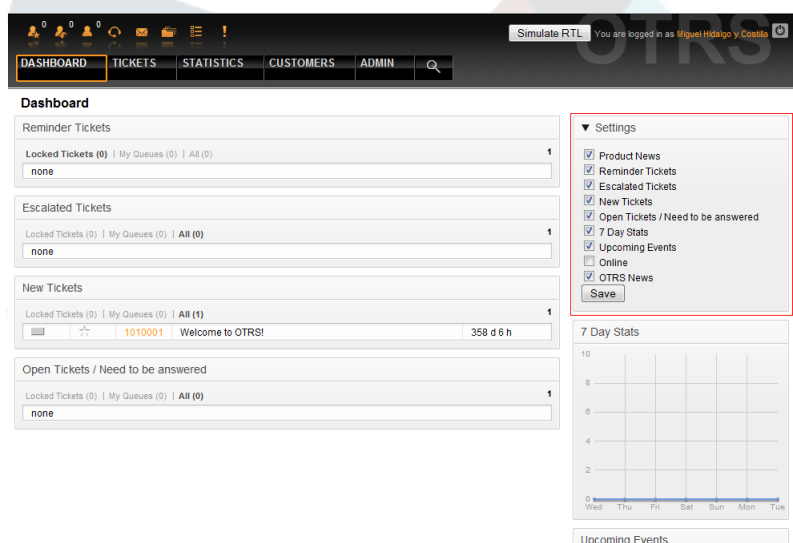 0 0 0
Simulate RTL You are logged in as Miguel Hidalgo y Costilla
OTRS
DASHBOARD TICKETS STATISTICS CUSTOMERS ADMIN
Dashboard
Reminder Tickets
Locked Tickets (0) | My Queues (0) | All (0) 1
none
Escalated Tickets
Locked Tickets (0) | My Queues (0) | All (0) 1
none
New Tickets
Locked Tickets (0) | My Queues (0) | All (1) 1
1010001 Welcome to OTRS! 358 d 6 h
Open Tickets / Need to be answered
Locked Tickets (0) | My Queues (0) | All (0) 1
none
▼ Settings
Product News
Reminder Tickets
Escalated Tickets
New Tickets
Open Tickets / Need to be answered
7 Day Stats
Upcoming Events
Online
OTRS News
Save
7 Day Stats
10
8
6
4
2
0
Wed Thu Fri Sat Sun Mon Tue
Upcoming Events